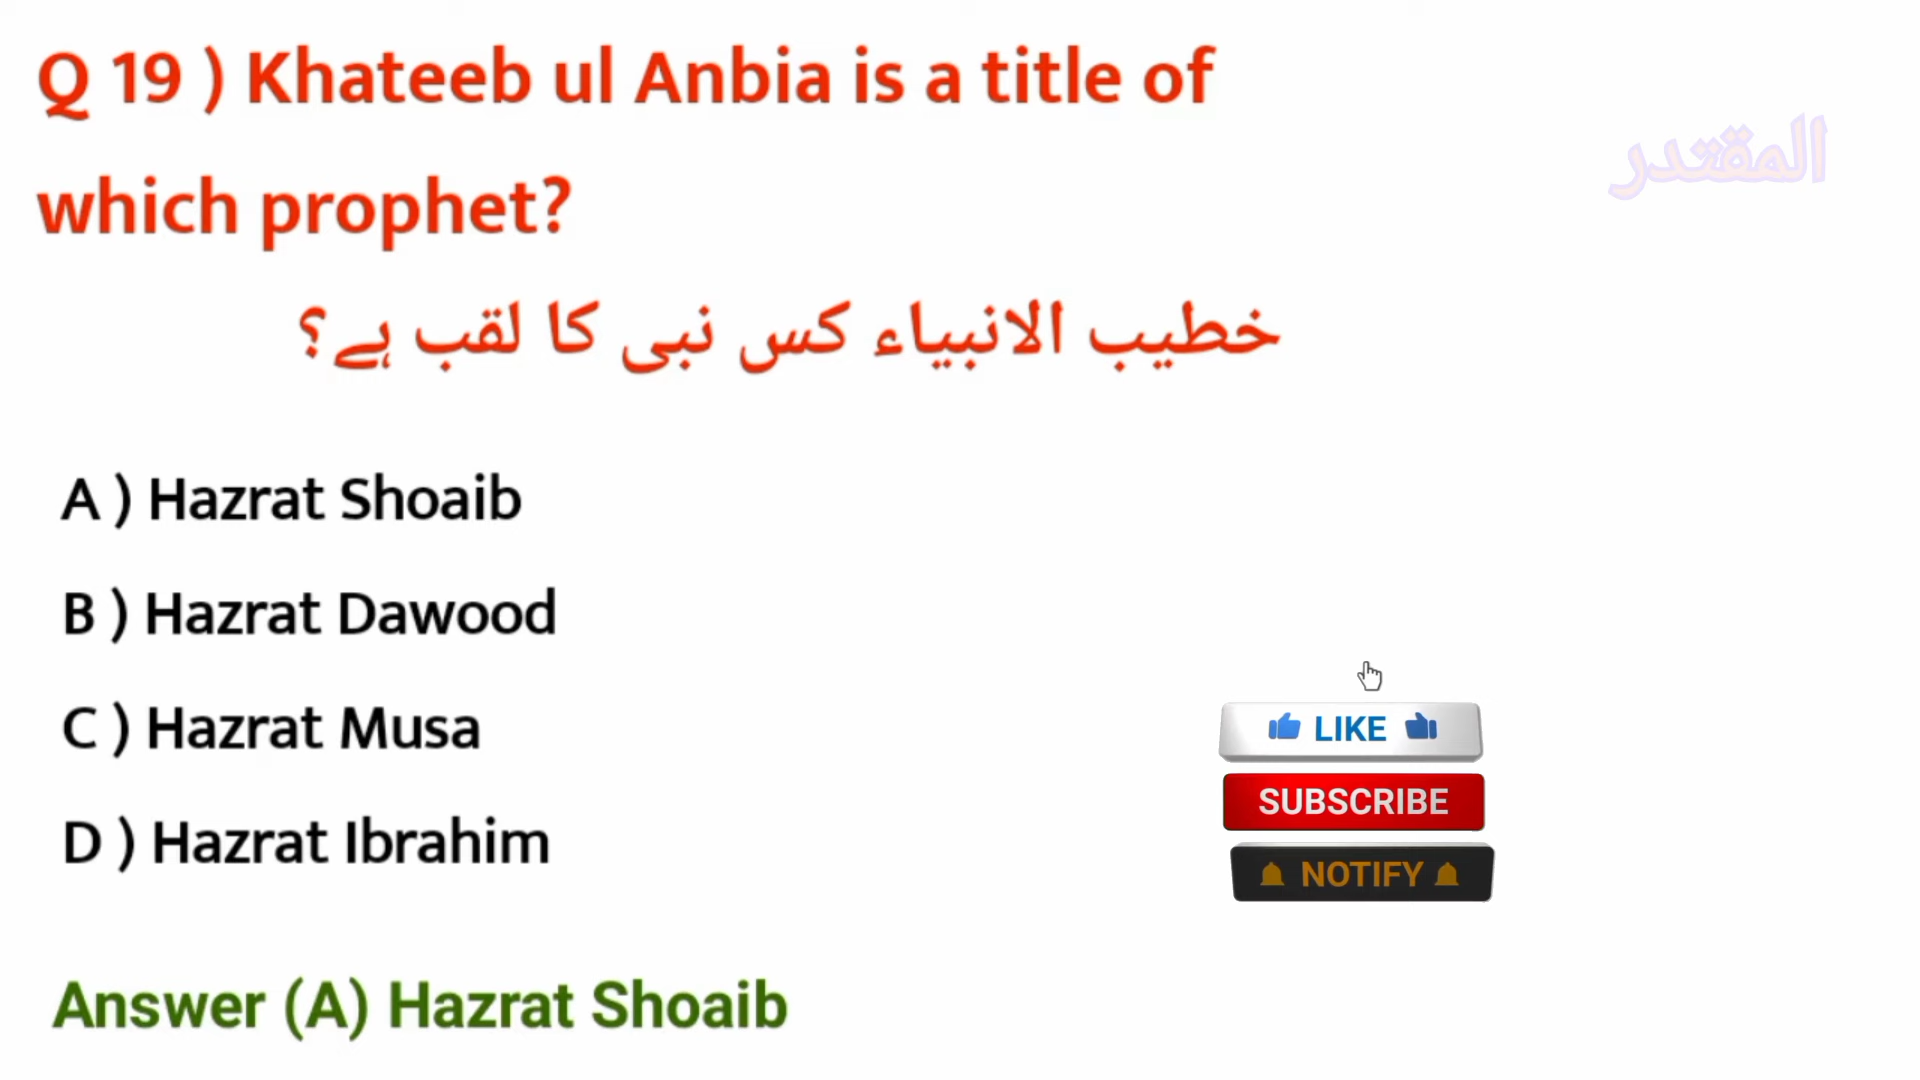 Q 19 ) Khateeb ul Anbia is a title of
which prophet?
خطیب الانبیاء کس نبی کا لقب ہے؟
المقتدر
A ) Hazrat Shoaib
B ) Hazrat Dawood
C ) Hazrat Musa
D ) Hazrat Ibrahim
LIKE
SUBSCRIBE
NOTIFY
Answer (A) Hazrat Shoaib